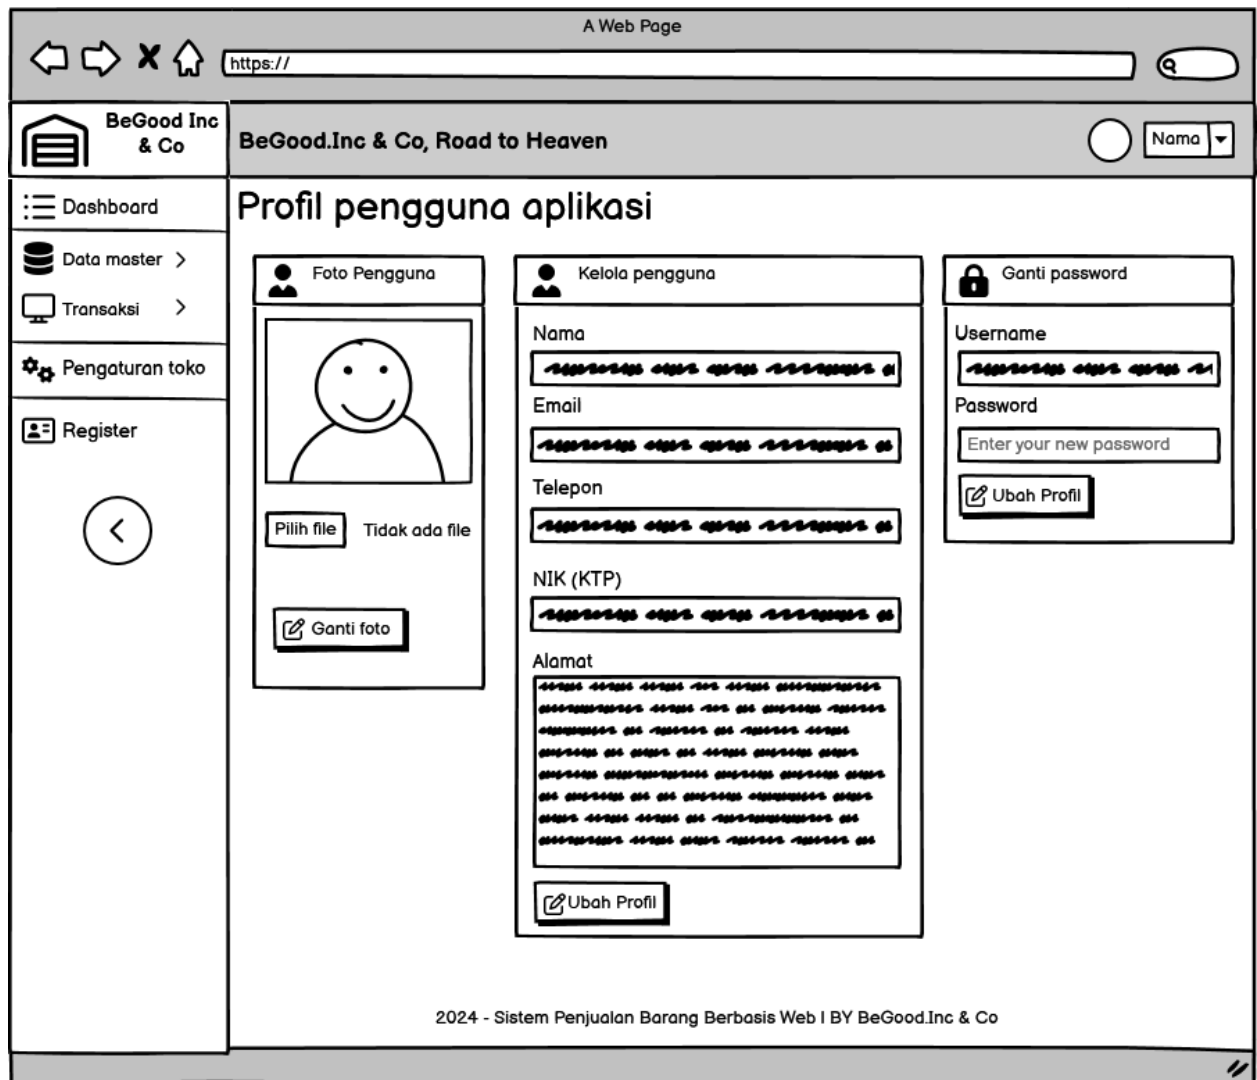 A Web Page
https://
BeGood Inc
& Co
BeGood.Inc & Co, Road to Heaven
Nama
Dashboard
Data master
Transaksi
Pengaturan toko
Register
Profil pengguna aplikasi
Foto Pengguna
Pilih file
Tidak ada file
Ganti foto
Kelola pengguna
Nama
Email
Telepon
NIK (KTP)
Alamat
Ubah Profil
Ganti password
Username
Password
Enter your new password
Ubah Profil
2024 - Sistem Penjualan Barang Berbasis Web | BY BeGood.Inc & Co